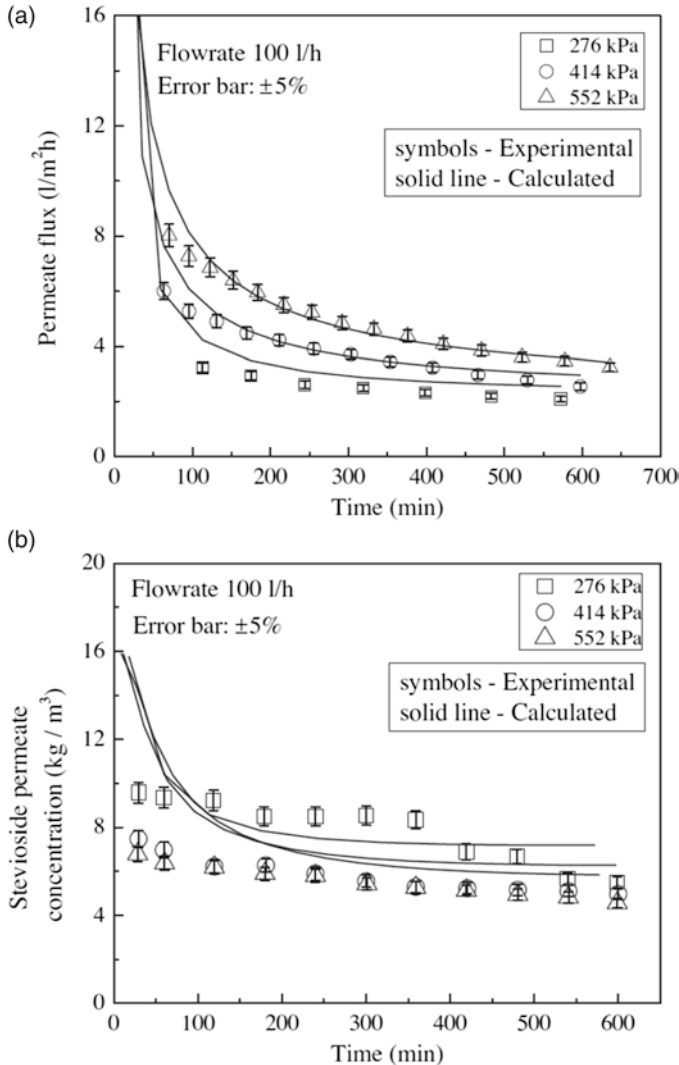 (a)
16
12
8
4
0
Permeate flux (l/m²h)
Flowrate 100 l/h
Error bar: ±5%
276 kPa
414 kPa
552 kPa
symbols - Experimental
solid line - Calculated
0 100 200 300 400 500 600 700
Time (min)
(b)
20
16
12
8
4
0
Stevioside permeate
concentration (kg / m³)
Flowrate 100 l/h
Error bar: ±5%
276 kPa
414 kPa
552 kPa
symbols - Experimental
solid line - Calculated
0 100 200 300 400 500 600
Time (min)